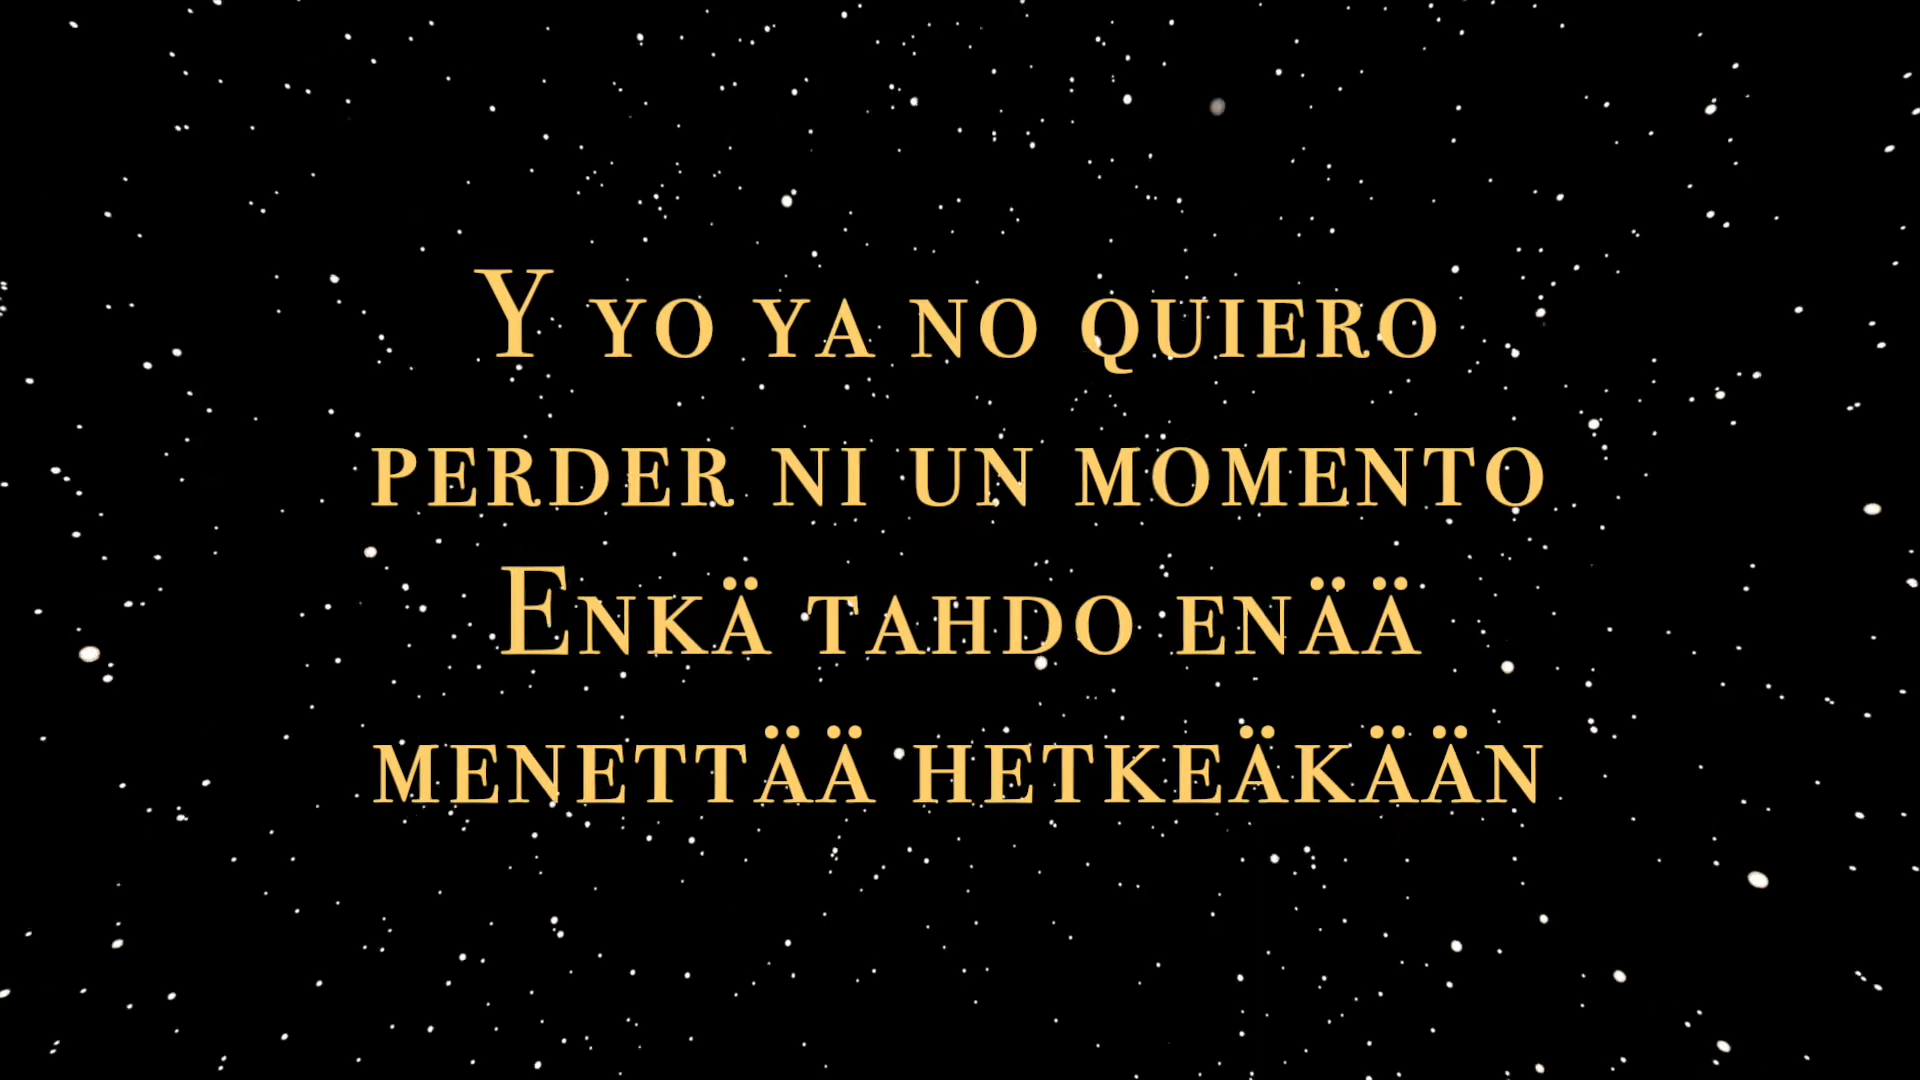 Y yo ya no quiero
perder ni un momento
Enkä tahdo enää
menettää hetkeäkään